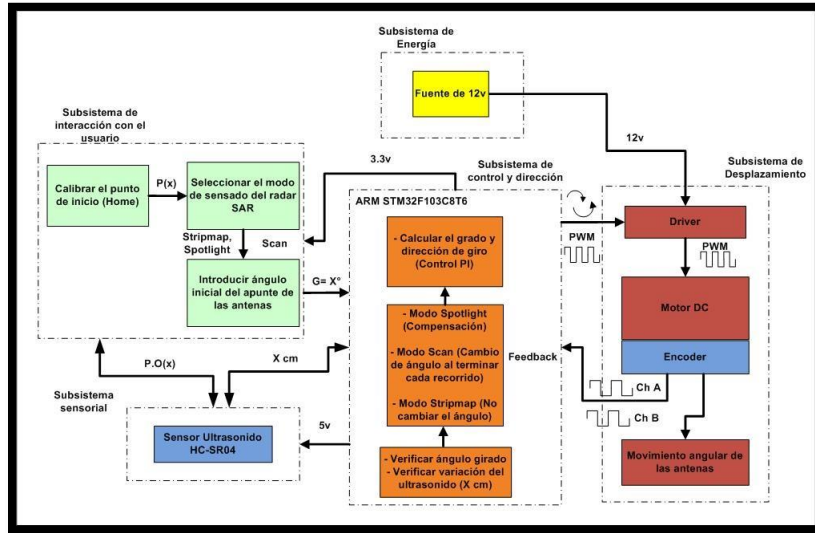 Subsistema de
Energía
Fuente de 12v
12v
Subsistema de
interacción con el
usuario
Calibrar el punto
de inicio (Home)
P(x)
Seleccionar el modo
de sensado del radar
SAR
Stripmap,
Spotlight
Scan
Introducir ángulo
inicial del apunte de
las antenas
G= X°
3.3v
Subsistema de
control y dirección
ARM STM32F103C8T6
- Calcular el grado y
dirección de giro
(Control PI)
- Modo Spotlight
(Compensación)
- Modo Scan (Cambio
de ángulo al terminar
cada recorrido)
- Modo Stripmap (No
cambiar el ángulo)
- Verificar ángulo girado
- Verificar variación del
ultrasonido (X cm)
Feedback
PWM
Subsistema de
Desplazamiento
Driver
PWM
Motor DC
Encoder
Ch A
Ch B
Movimiento angular de
las antenas
P.O(x)
X cm
Subsistema
sensorial
Sensor Ultrasonido
HC-SR04
5v